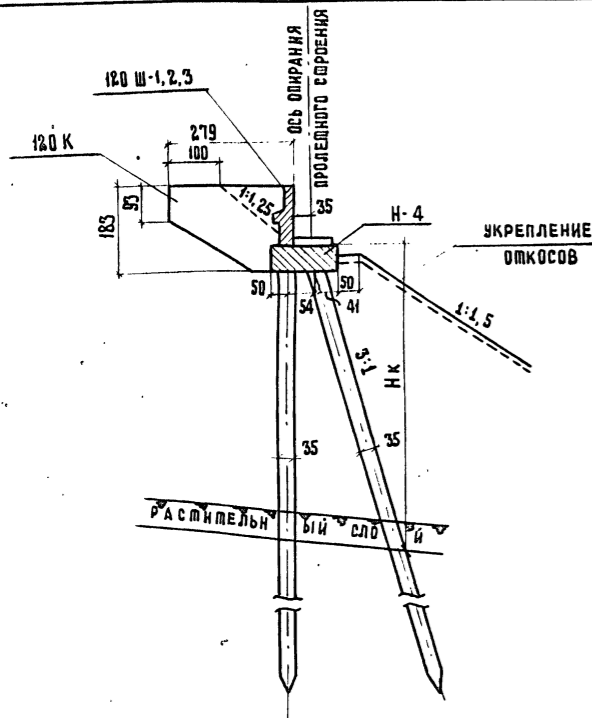 ОСЬ ОПИРАНИЯ
ПРОЛЕТНОГО СТРОЕНИЯ
120 Ш-1,2,3
120 К
279
100
1:1,25
93
183
35
Н-4
УКРЕПЛЕНИЕ
ОТКОСОВ
50
54
41
50
1:1,5
3:1
Нк
35
35
РАСТИТЕЛЬНЫЙ СЛОЙ